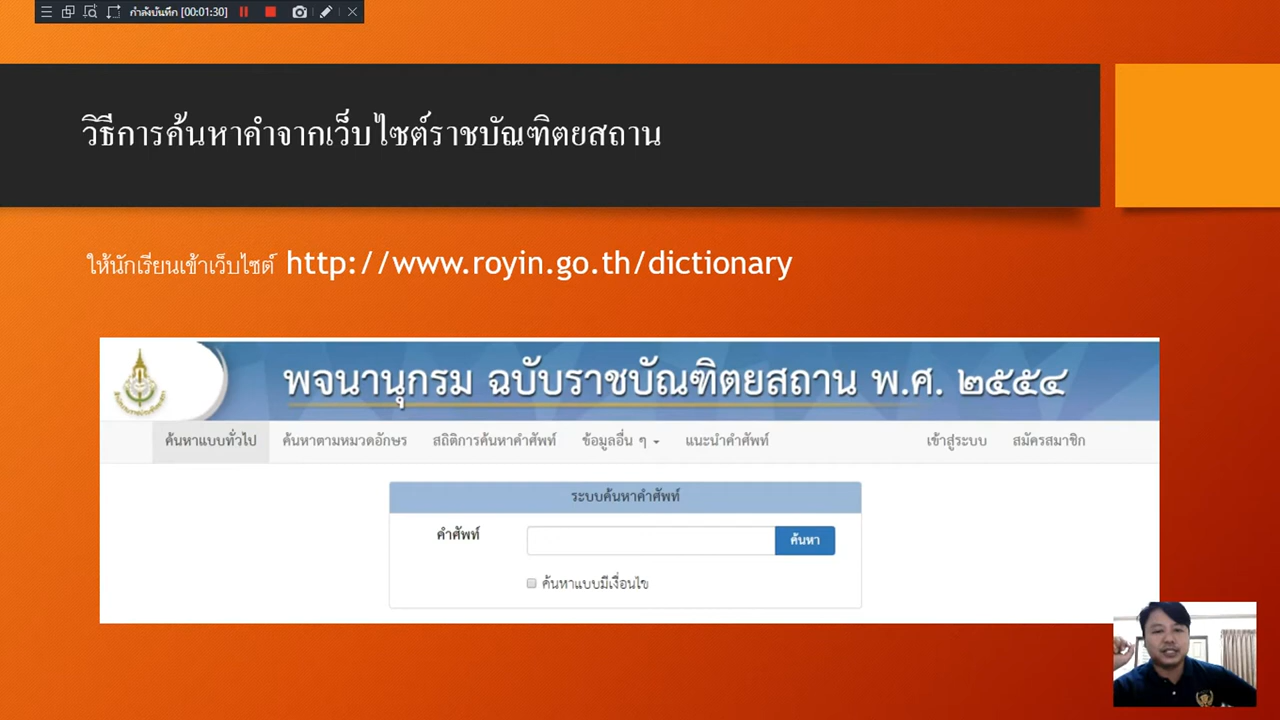 กำลังบันทึก [00:01:30]
วิธีการค้นหาคำจากเว็บไซต์ราชบัณฑิตยสถาน
ให้นักเรียนเข้าเว็บไซต์ http://www.royin.go.th/dictionary
พจนานุกรม ฉบับราชบัณฑิตยสถาน พ.ศ. ๒๕๕๔
ค้นหาแบบทั่วไป ค้นหาตามหมวดอักษร สถิติการค้นหาคำศัพท์ ข้อมูลอื่น ๆ แนะนำคำศัพท์ เข้าสู่ระบบ สมัครสมาชิก
ระบบค้นหาคำศัพท์
คำศัพท์ ค้นหา
ค้นหาแบบมีเงื่อนไข